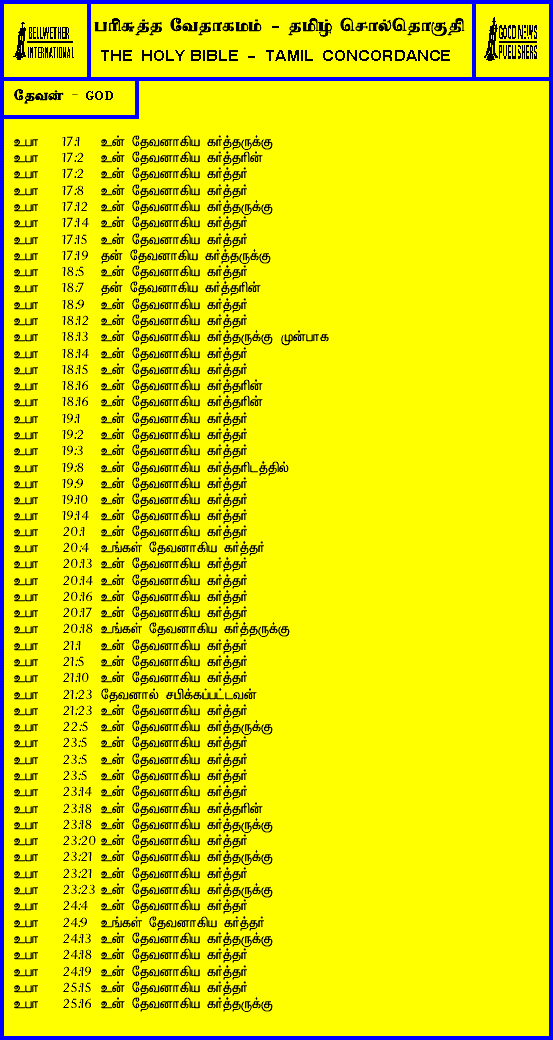 BELLWETHER
INTERNATIONAL
பரிசுத்த வேதாகமம் - தமிழ் சொல்தொகுதி
THE HOLY BIBLE - TAMIL CONCORDANCE
GOOD NEWS
PUBLISHERS
தேவன் - GOD
உபா 17:1 உன் தேவனாகிய கர்த்தருக்கு
உபா 17:2 உன் தேவனாகிய கர்த்தரின்
உபா 17:2 உன் தேவனாகிய கர்த்தர்
உபா 17:8 உன் தேவனாகிய கர்த்தர்
உபா 17:12 உன் தேவனாகிய கர்த்தருக்கு
உபா 17:14 உன் தேவனாகிய கர்த்தர்
உபா 17:15 உன் தேவனாகிய கர்த்தர்
உபா 17:19 தன் தேவனாகிய கர்த்தருக்கு
உபா 18:5 உன் தேவனாகிய கர்த்தர்
உபா 18:7 தன் தேவனாகிய கர்த்தரின்
உபா 18:9 உன் தேவனாகிய கர்த்தர்
உபா 18:12 உன் தேவனாகிய கர்த்தர்
உபா 18:13 உன் தேவனாகிய கர்த்தருக்கு முன்பாக
உபா 18:14 உன் தேவனாகிய கர்த்தர்
உபா 18:15 உன் தேவனாகிய கர்த்தர்
உபா 18:16 உன் தேவனாகிய கர்த்தரின்
உபா 18:16 உன் தேவனாகிய கர்த்தரின்
உபா 19:1 உன் தேவனாகிய கர்த்தர்
உபா 19:2 உன் தேவனாகிய கர்த்தர்
உபா 19:3 உன் தேவனாகிய கர்த்தர்
உபா 19:8 உன் தேவனாகிய கர்த்தரிடத்தில்
உபா 19:9 உன் தேவனாகிய கர்த்தர்
உபா 19:10 உன் தேவனாகிய கர்த்தர்
உபா 19:14 உன் தேவனாகிய கர்த்தர்
உபா 20:1 உன் தேவனாகிய கர்த்தர்
உபா 20:4 உங்கள் தேவனாகிய கர்த்தர்
உபா 20:13 உன் தேவனாகிய கர்த்தர்
உபா 20:14 உன் தேவனாகிய கர்த்தர்
உபா 20:16 உன் தேவனாகிய கர்த்தர்
உபா 20:17 உன் தேவனாகிய கர்த்தர்
உபா 20:18 உங்கள் தேவனாகிய கர்த்தருக்கு
உபா 21:1 உன் தேவனாகிய கர்த்தர்
உபா 21:5 உன் தேவனாகிய கர்த்தர்
உபா 21:10 உன் தேவனாகிய கர்த்தர்
உபா 21:23 தேவனால் சபிக்கப்பட்டவன்
உபா 21:23 உன் தேவனாகிய கர்த்தர்
உபா 22:5 உன் தேவனாகிய கர்த்தருக்கு
உபா 23:5 உன் தேவனாகிய கர்த்தர்
உபா 23:5 உன் தேவனாகிய கர்த்தர்
உபா 23:5 உன் தேவனாகிய கர்த்தர்
உபா 23:14 உன் தேவனாகிய கர்த்தர்
உபா 23:18 உன் தேவனாகிய கர்த்தரின்
உபா 23:18 உன் தேவனாகிய கர்த்தருக்கு
உபா 23:20 உன் தேவனாகிய கர்த்தர்
உபா 23:21 உன் தேவனாகிய கர்த்தருக்கு
உபா 23:21 உன் தேவனாகிய கர்த்தர்
உபா 23:23 உன் தேவனாகிய கர்த்தருக்கு
உபா 24:4 உன் தேவனாகிய கர்த்தர்
உபா 24:9 உங்கள் தேவனாகிய கர்த்தர்
உபா 24:13 உன் தேவனாகிய கர்த்தருக்கு
உபா 24:18 உன் தேவனாகிய கர்த்தர்
உபா 24:19 உன் தேவனாகிய கர்த்தர்
உபா 25:15 உன் தேவனாகிய கர்த்தர்
உபா 25:16 உன் தேவனாகிய கர்த்தருக்கு